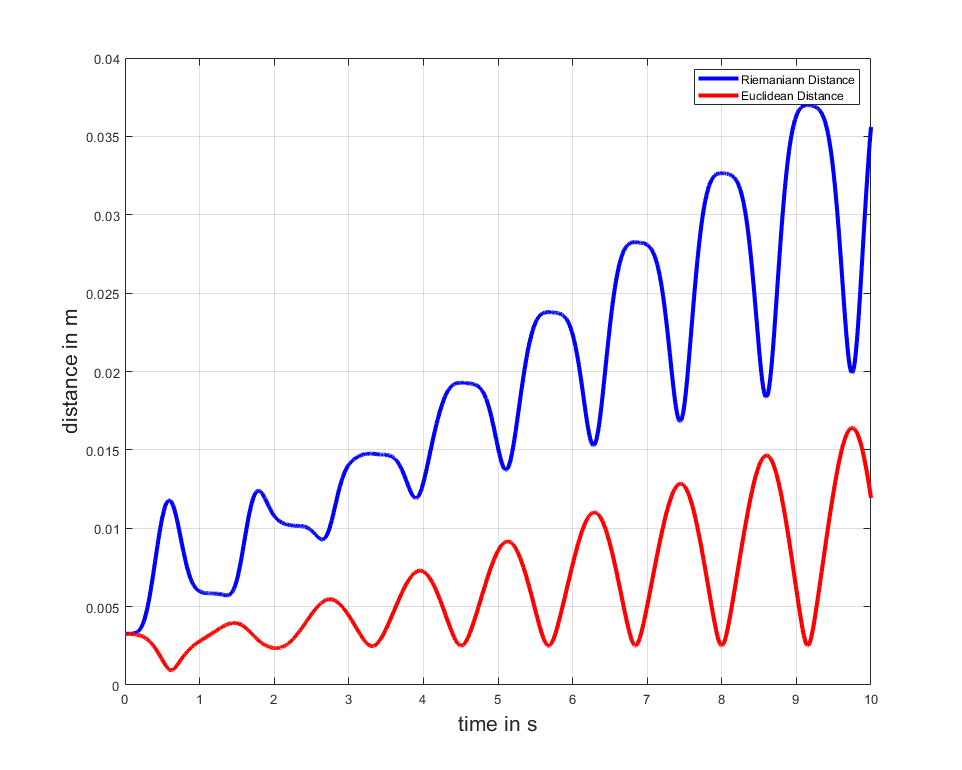 Riemaniann Distance
Euclidean Distance
0.04
0.035
0.03
0.025
0.02
0.015
0.01
0.005
0
distance in m
0 1 2 3 4 5 6 7 8 9 10
time in s